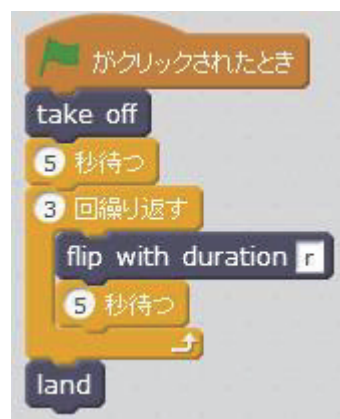 がクリックされたとき
take off
5 秒待つ
3 回繰り返す
flip with duration r
5 秒待つ
land